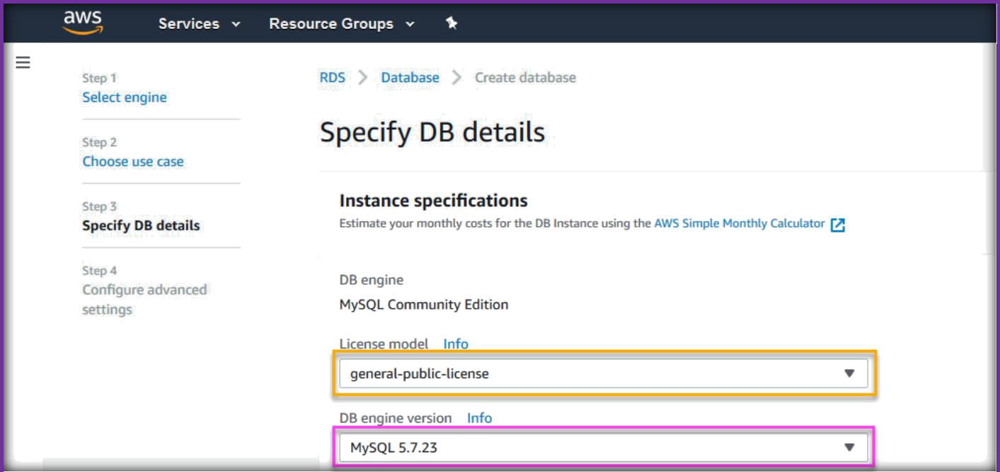 aws
Services
Resource Groups
Step 1
Select engine
Step 2
Choose use case
Step 3
Specify DB details
Step 4
Configure advanced
settings
RDS > Database > Create database
Specify DB details
Instance specifications
Estimate your monthly costs for the DB Instance using the AWS Simple Monthly Calculator
DB engine
MySQL Community Edition
License model Info
general-public-license
DB engine version Info
MySQL 5.7.23